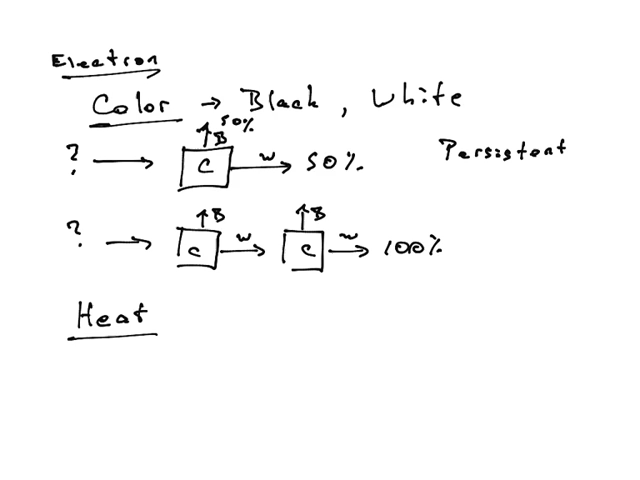 Electron
Color → Black, White
50%
? → C ↑ B W → 50%
Persistent
? → C ↑ B W → C ↑ B W → 100%
Heat